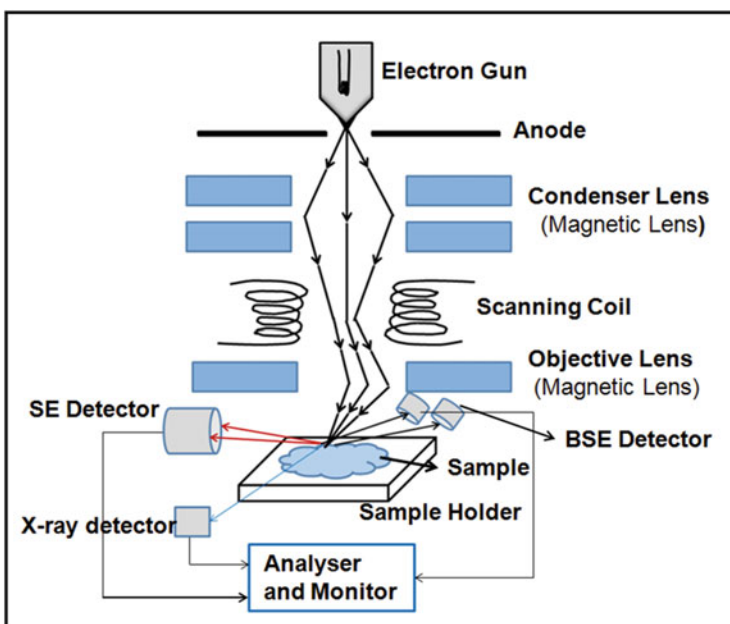 Electron Gun
Anode
Condenser Lens
(Magnetic Lens)
Scanning Coil
Objective Lens
(Magnetic Lens)
SE Detector
BSE Detector
Sample
Sample Holder
X-ray detector
Analyser
and Monitor